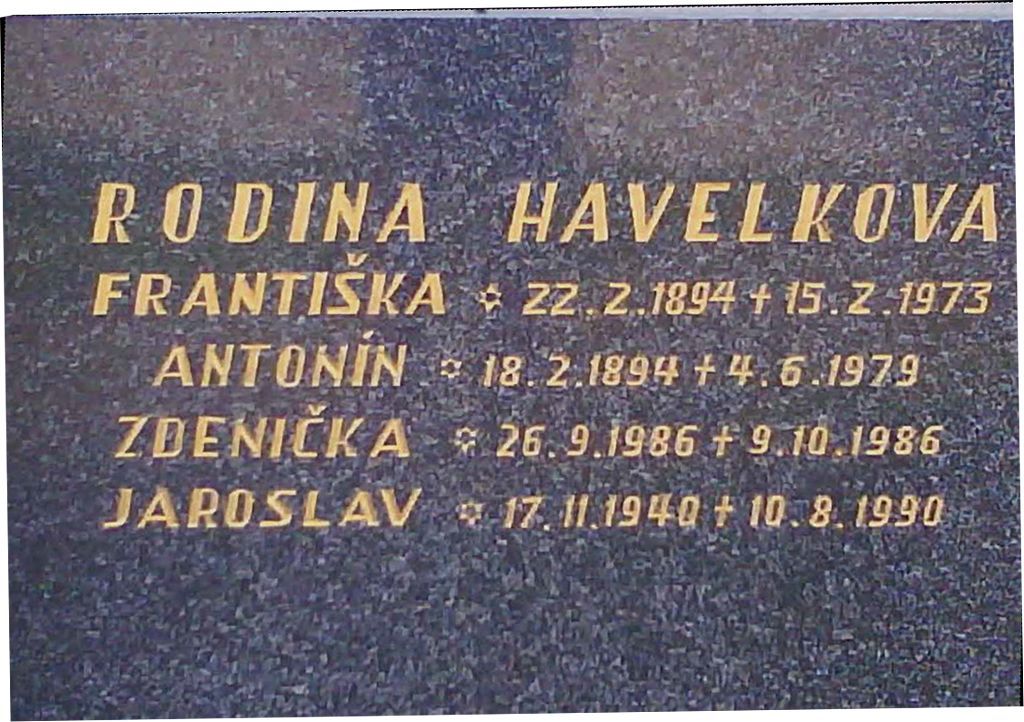 RODINA HAVELKOVA
FRANTIŠKA ✡ 22.2.1894 † 15.2.1973
ANTONÍN ✡ 18.2.1894 † 4.6.1979
ZDENIČKA ✡ 26.9.1986 † 9.10.1986
JAROSLAV ✡ 17.11.1940 † 10.8.1990